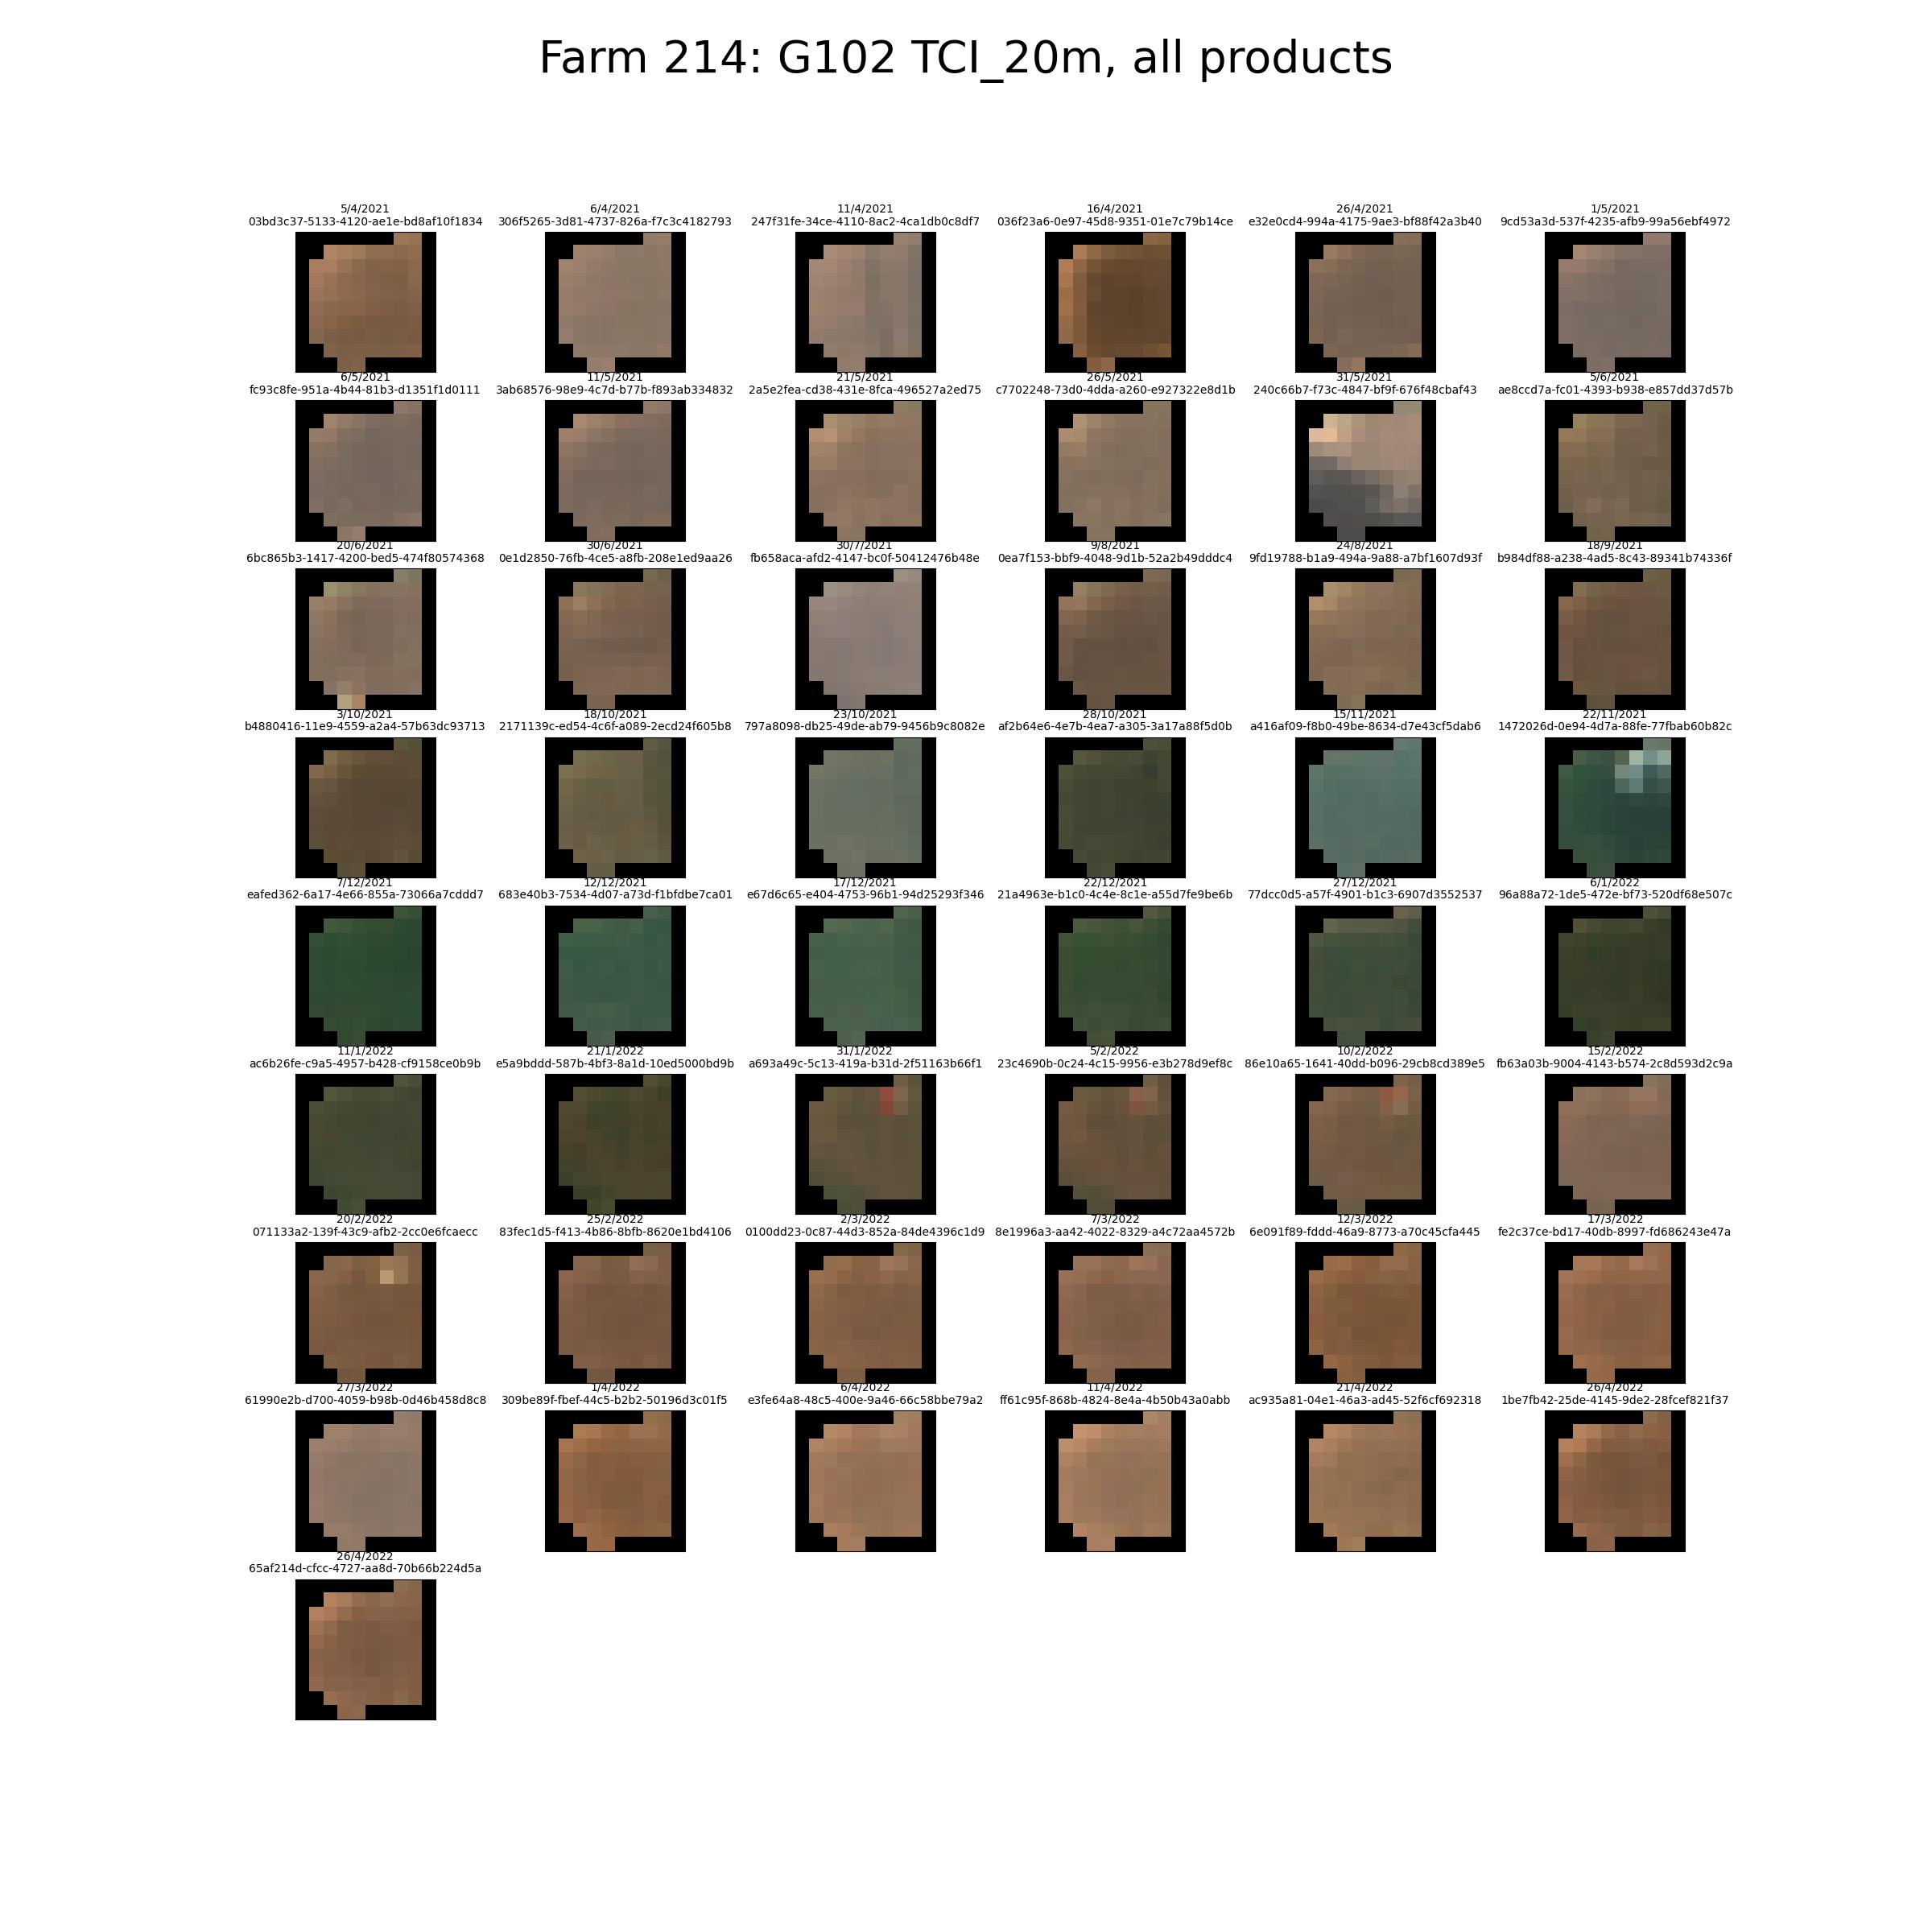 Farm 214: G102 TCI_20m, all products
5/4/2021
03bd3c37-5133-4120-ae1e-bd8af10f1834
6/4/2021
306f5265-3d81-4737-826a-f7c3c4182793
11/4/2021
247f31fe-34ce-4110-8ac2-4ca1db0c8df7
16/4/2021
036f23a6-0e97-45d8-9351-01e7c79b14ce
26/4/2021
e32e0cd4-994a-4175-9ae3-bf88f42a3b40
1/5/2021
9cd53a3d-537f-4235-afb9-99a56ebf4972
6/5/2021
fc93c8fe-951a-4b44-81b3-d1351f1d0111
11/5/2021
3ab68576-98e9-4c7d-b77b-f893ab334832
21/5/2021
2a5e2fea-cd38-431e-8fca-496527a2ed75
26/5/2021
c7702248-73d0-4dda-a260-e927322e8d1b
31/5/2021
240c66b7-f73c-4847-bf9f-676f48cbaf43
5/6/2021
ae8ccd7a-fc01-4393-b938-e857dd37d57b
20/6/2021
6bc865b3-1417-4200-bed5-474f80574368
30/6/2021
0e1d2850-76fb-4ce5-a8fb-208e1ed9aa26
30/7/2021
fb658aca-afd2-4147-bc0f-50412476b48e
9/8/2021
0ea7f153-bbf9-4048-9d1b-52a2b49dddc4
24/8/2021
9fd19788-b1a9-494a-9a88-a7bf1607d93f
18/9/2021
b984df88-a238-4ad5-8c43-89341b74336f
3/10/2021
b4880416-11e9-4559-a2a4-57b63dc93713
18/10/2021
2171139c-ed54-4c6f-a089-2ecd24f605b8
23/10/2021
797a8098-db25-49de-ab79-9456b9c8082e
28/10/2021
af2b64e6-4e7b-4ea7-a305-3a17a88f5d0b
15/11/2021
a416af09-f8b0-49be-8634-d7e43cf5dab6
22/11/2021
1472026d-0e94-4d7a-88fe-77fbab60b82c
7/12/2021
eafed362-6a17-4e66-855a-73066a7cddd7
12/12/2021
683e40b3-7534-4d07-a73d-f1bfdbe7ca01
17/12/2021
e67d6c65-e404-4753-96b1-94d25293f346
22/12/2021
21a4963e-b1c0-4c4e-8c1e-a55d7fe9be6b
27/12/2021
77dcc0d5-a57f-4901-b1c3-6907d3552537
6/1/2022
96a88a72-1de5-472e-bf73-520df68e507c
11/1/2022
ac6b26fe-c9a5-4957-b428-cf9158ce0b9b
21/1/2022
e5a9bddd-587b-4bf3-8a1d-10ed5000bd9b
31/1/2022
a693a49c-5c13-419a-b31d-2f51163b66f1
5/2/2022
23c4690b-0c24-4c15-9956-e3b278d9ef8c
10/2/2022
86e10a65-1641-40dd-b096-29cb8cd389e5
15/2/2022
fb63a03b-9004-4143-b574-2c8d593d2c9a
20/2/2022
071133a2-139f-43c9-afb2-2cc0e6fcaecc
25/2/2022
83fec1d5-f413-4b86-8bfb-8620e1bd4106
2/3/2022
0100dd23-0c87-44d3-852a-84de4396c1d9
7/3/2022
8e1996a3-aa42-4022-8329-a4c72aa4572b
12/3/2022
6e091f89-fddd-46a9-8773-a70c45cfa445
17/3/2022
fe2c37ce-bd17-40db-8997-fd686243e47a
27/3/2022
61990e2b-d700-4059-b98b-0d46b458d8c8
1/4/2022
309be89f-fbef-44c5-b2b2-50196d3c01f5
6/4/2022
e3fe64a8-48c5-400e-9a46-66c58bbe79a2
11/4/2022
ff61c95f-868b-4824-8e4a-4b50b43a0abb
21/4/2022
ac935a81-04e1-46a3-ad45-52f6cf692318
26/4/2022
1be7fb42-25de-4145-9de2-28fcef821f37
26/4/2022
65af214d-cfcc-4727-aa8d-70b66b224d5a